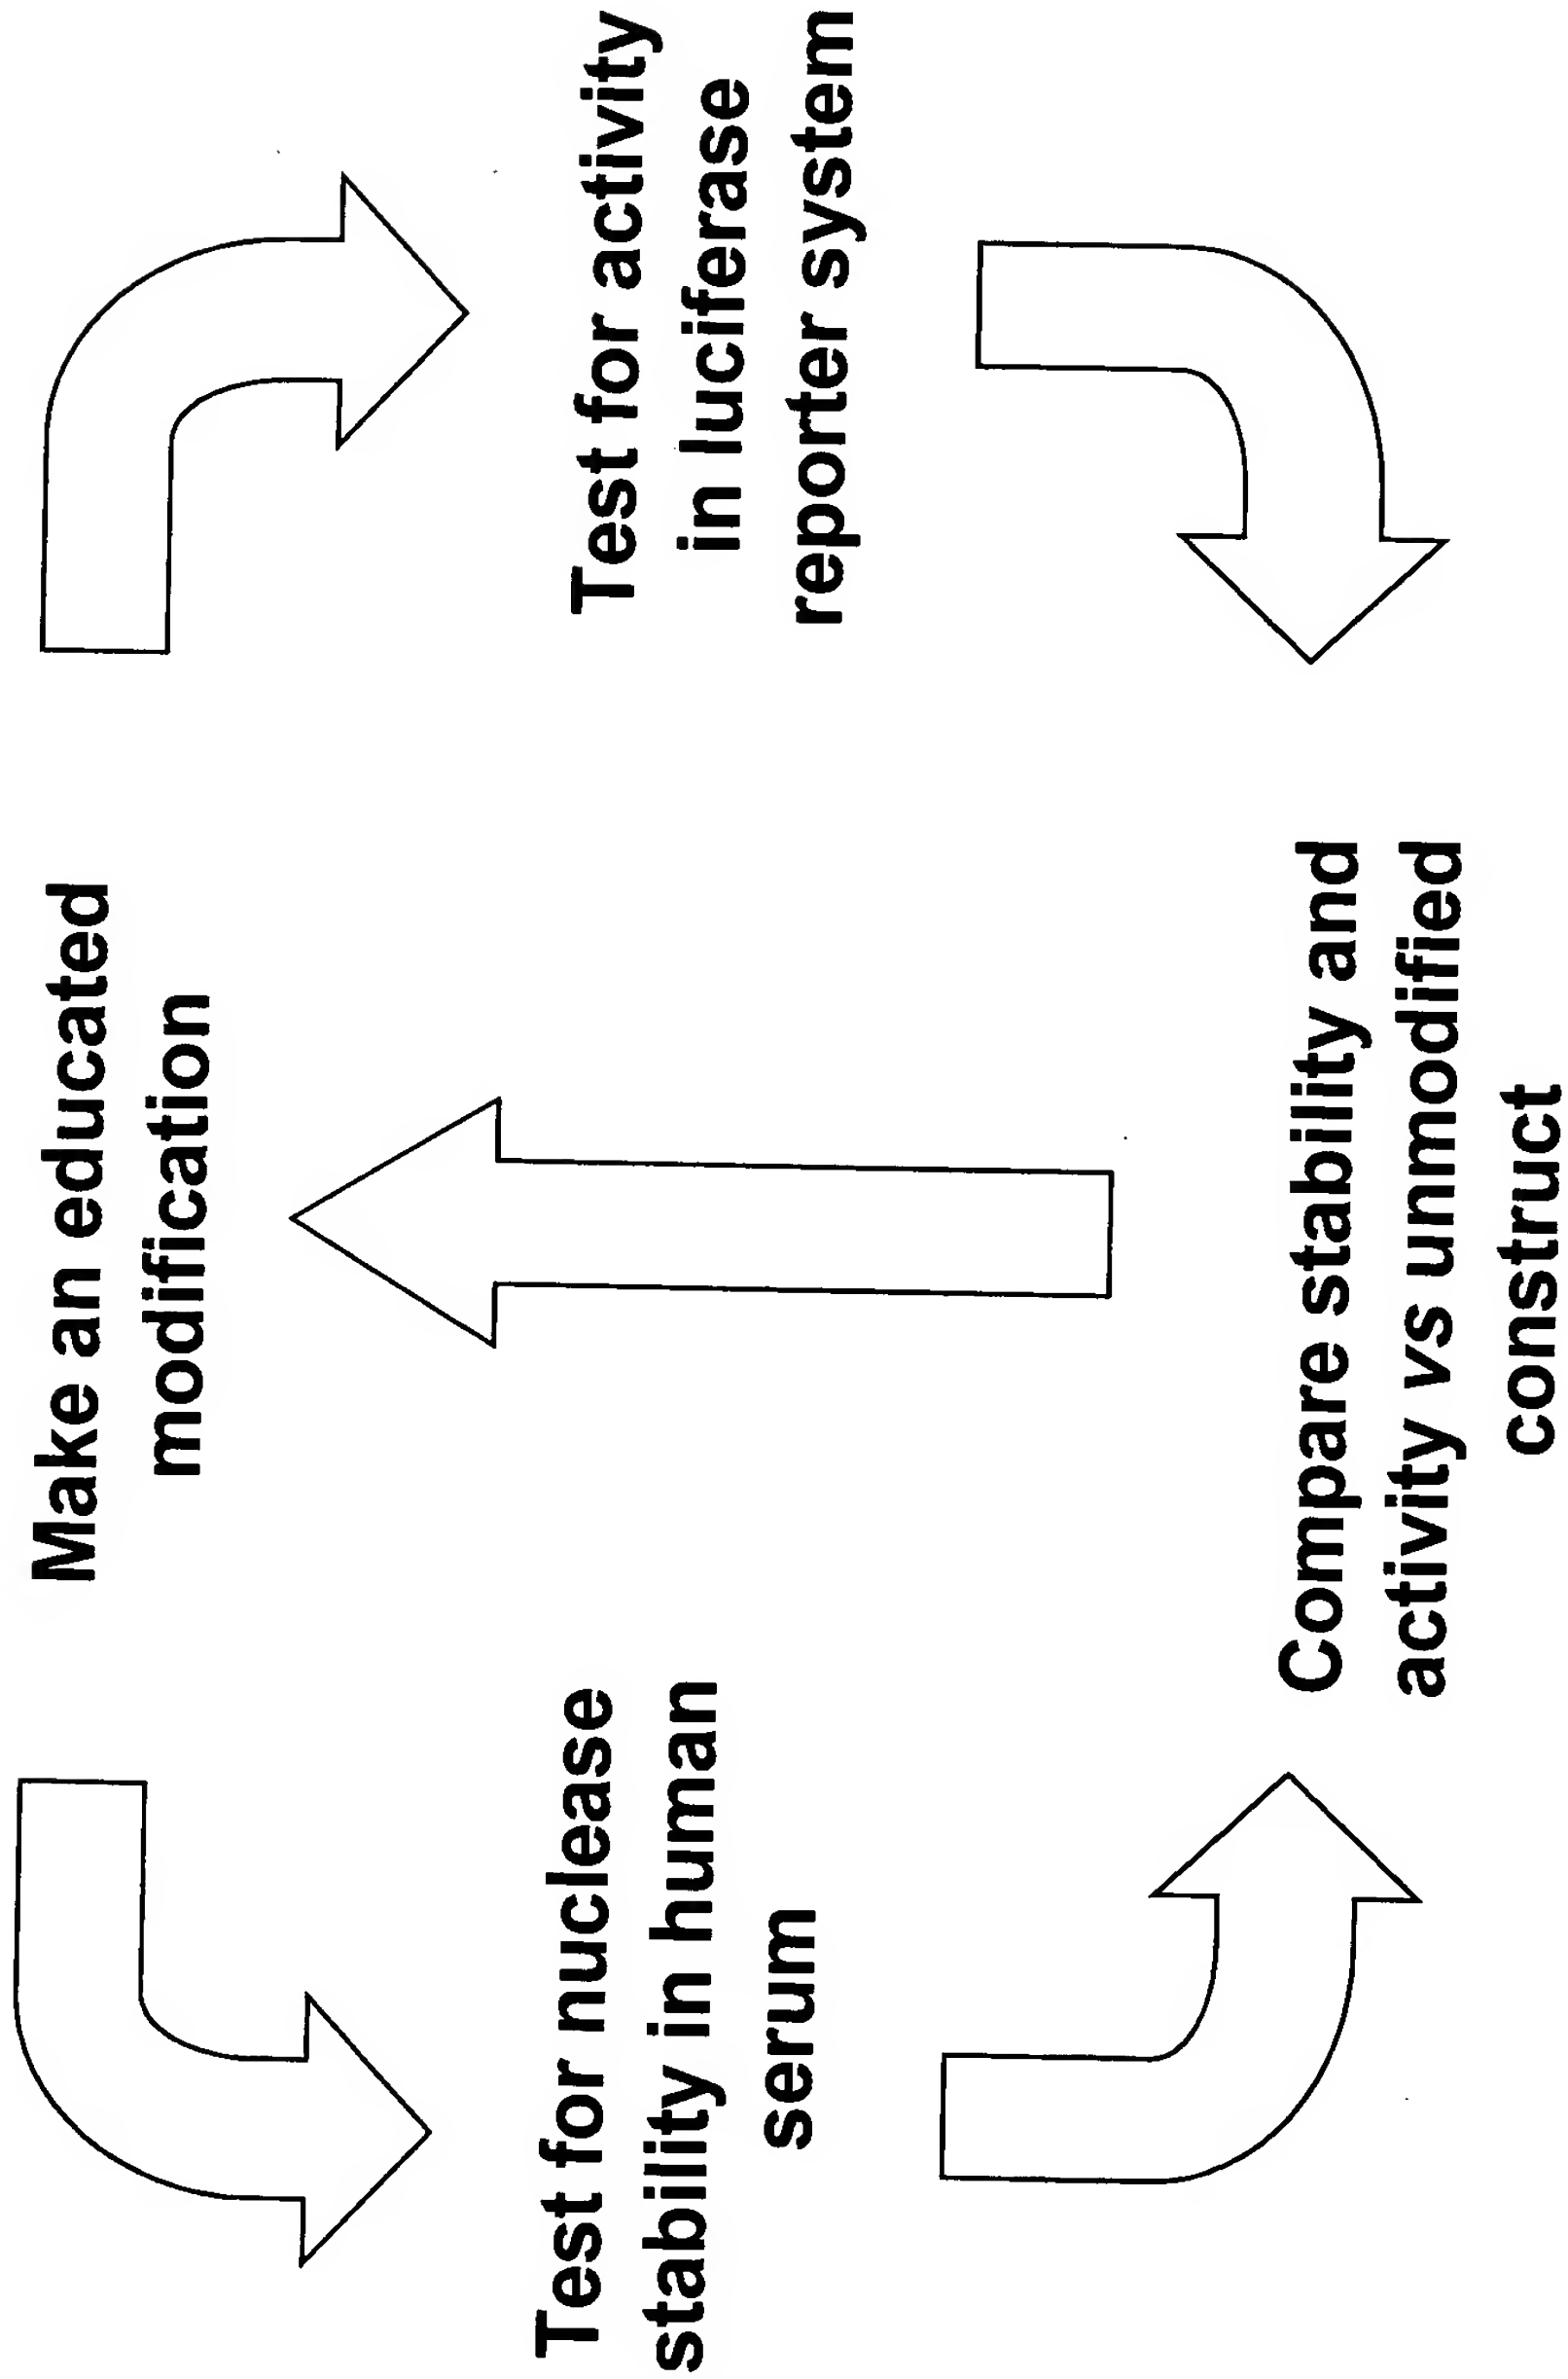 Make an educated
modification
Test for nuclease
stability in human
serum
Test for activity
in luciferase
reporter system
Compare stability and
activity vs unmodified
construct